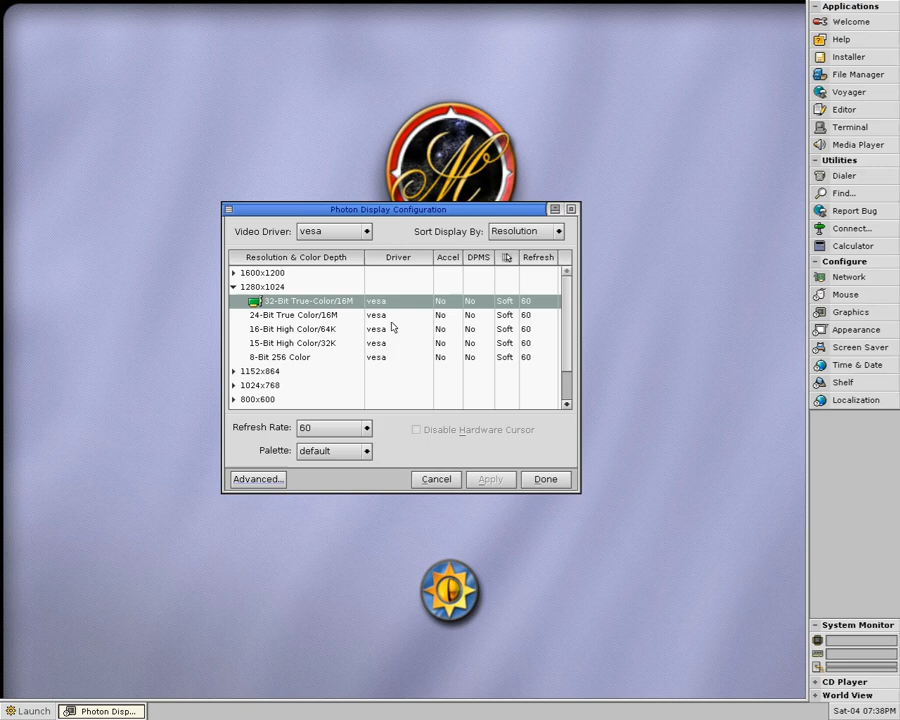 M
Photon Display Configuration
Video Driver: vesa Sort Display By: Resolution
Resolution & Color Depth Driver Accel DPMS Refresh
1600x1200
1280x1024
32-Bit True-Color/16M vesa No No Soft 60
24-Bit True Color/16M vesa No No Soft 60
16-Bit High Color/64K vesa No No Soft 60
15-Bit High Color/32K vesa No No Soft 60
8-Bit 256 Color vesa No No Soft 60
1152x864
1024x768
800x600
Refresh Rate: 60 Disable Hardware Cursor
Palette: default
Advanced... Cancel Apply Done
Applications
Welcome
Help
Installer
File Manager
Voyager
Editor
Terminal
Media Player
Utilities
Dialer
Find...
Report Bug
Connect...
Calculator
Configure
Network
Mouse
Graphics
Appearance
Screen Saver
Time & Date
Shelf
Localization
System Monitor
CD Player
World View
Launch Photon Disp... Sat-04 07:38PM